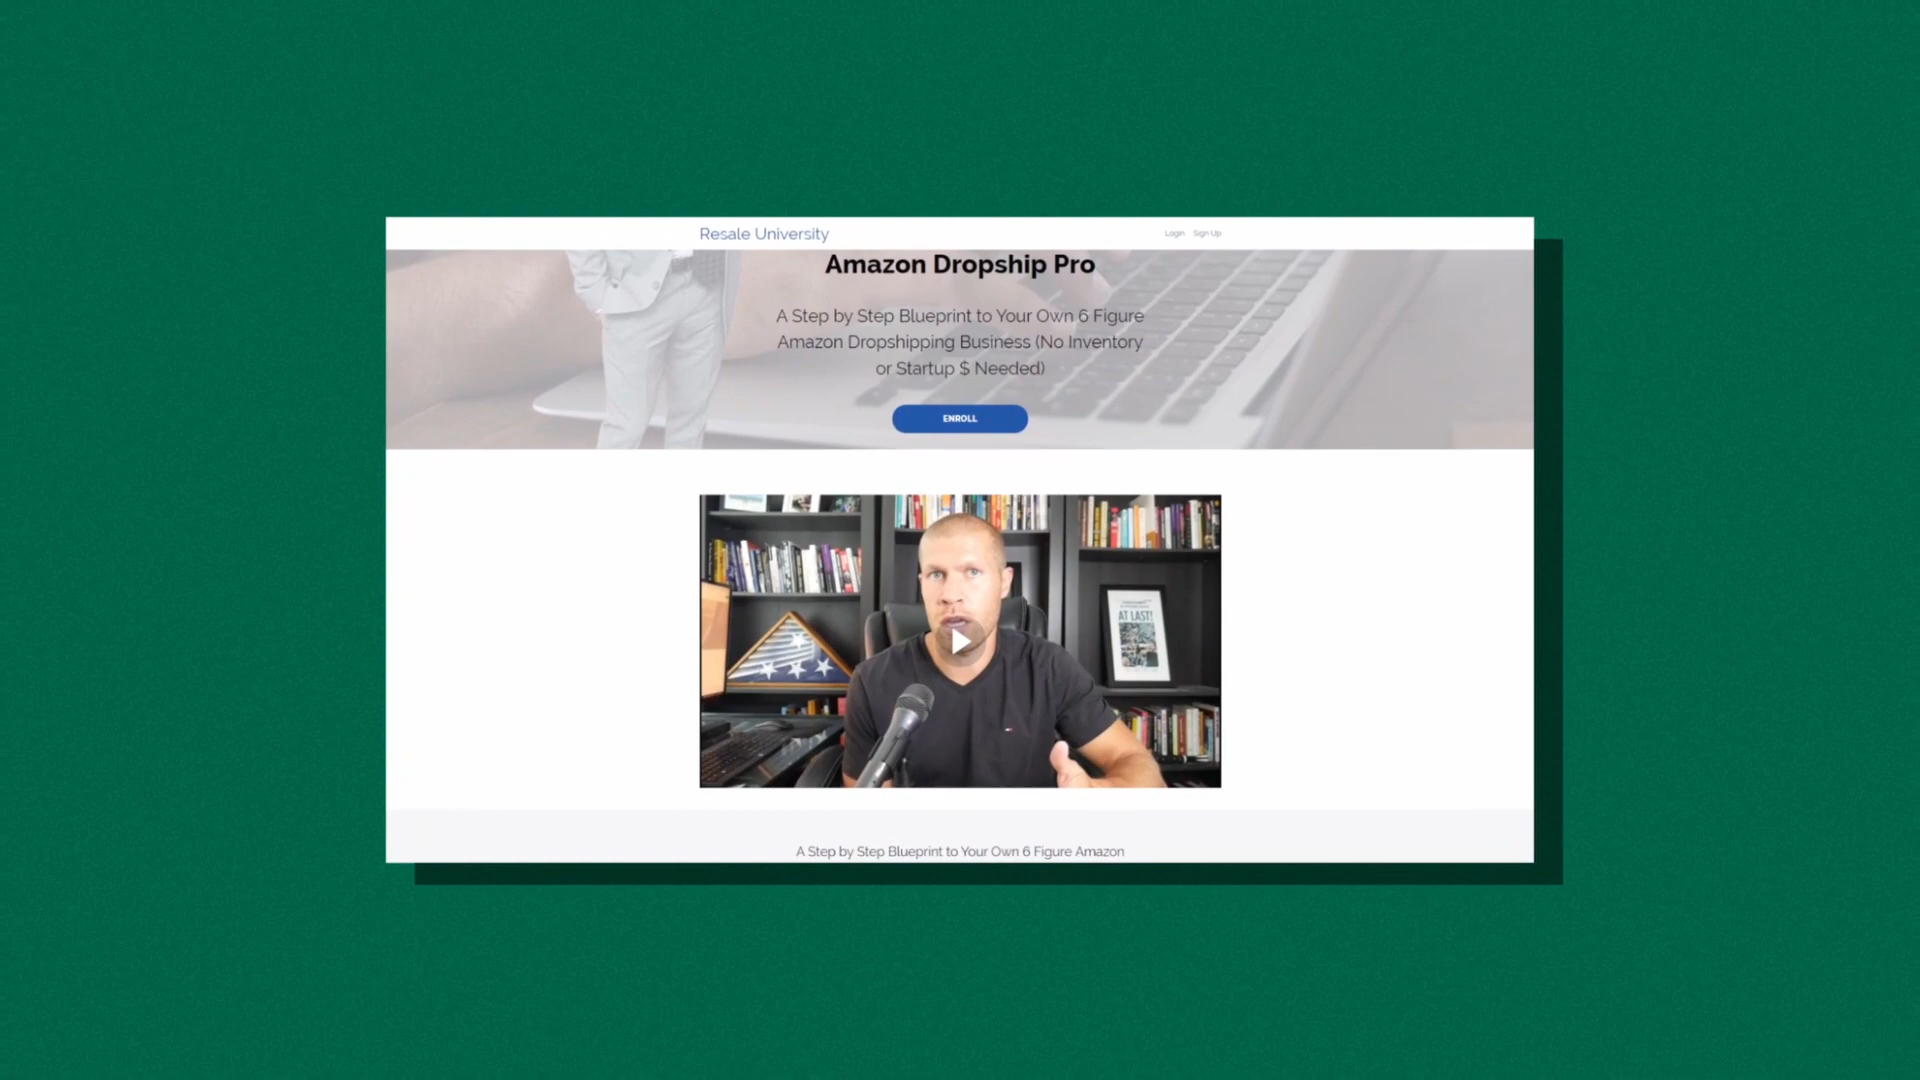 Resale University
Login Sign Up
Amazon Dropship Pro
A Step by Step Blueprint to Your Own 6 Figure
Amazon Dropshipping Business (No Inventory
or Startup $ Needed)
ENROLL
AT LAST!
A Step by Step Blueprint to Your Own 6 Figure Amazon